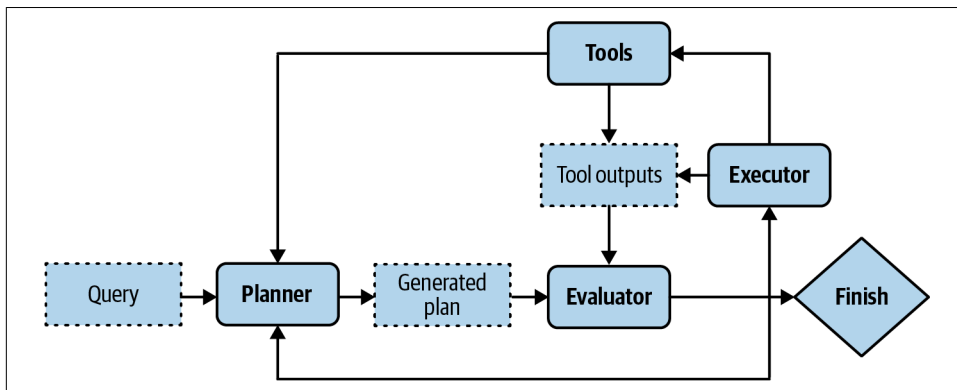 Tools
Tool outputs
Executor
Query
Planner
Generated
plan
Evaluator
Finish